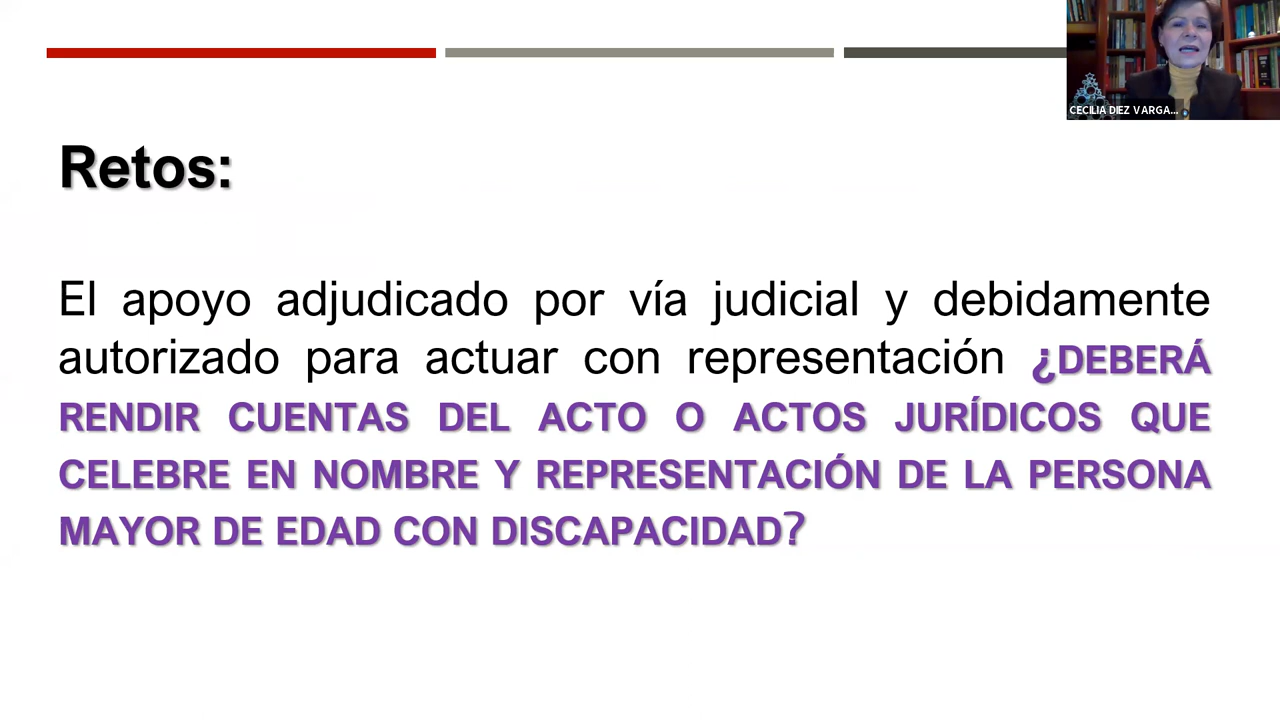 CECILIA DIEZ VARGA...
Retos:
El apoyo adjudicado por vía judicial y debidamente
autorizado para actuar con representación ¿DEBERÁ
RENDIR CUENTAS DEL ACTO O ACTOS JURÍDICOS QUE
CELEBRE EN NOMBRE Y REPRESENTACIÓN DE LA PERSONA
MAYOR DE EDAD CON DISCAPACIDAD?